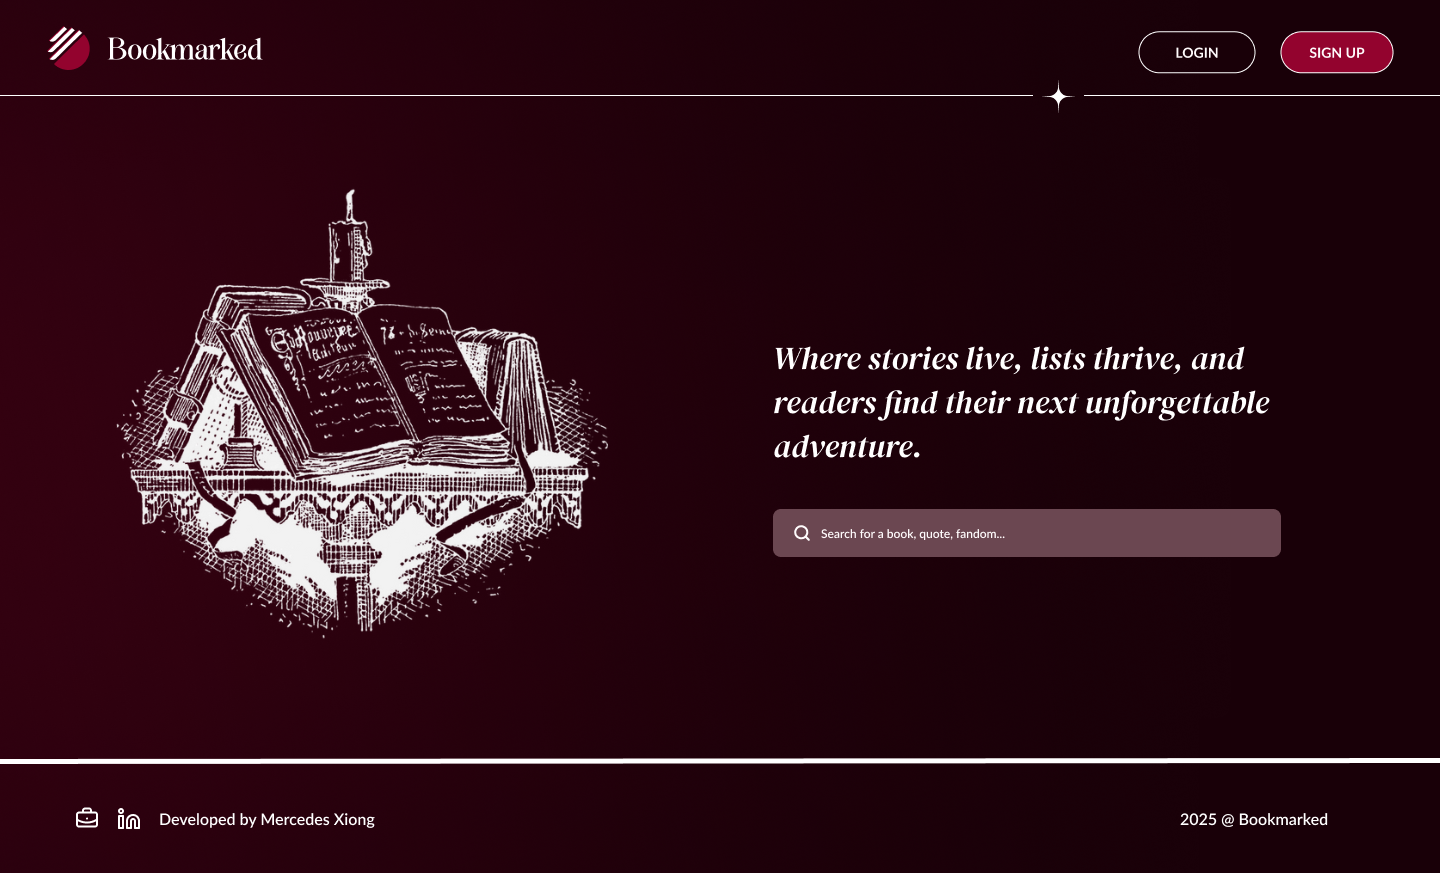 Bookmarked
LOGIN
SIGN UP
Where stories live, lists thrive, and
readers find their next unforgettable
adventure.
Search for a book, quote, fandom...
Developed by Mercedes Xiong
2025 @ Bookmarked